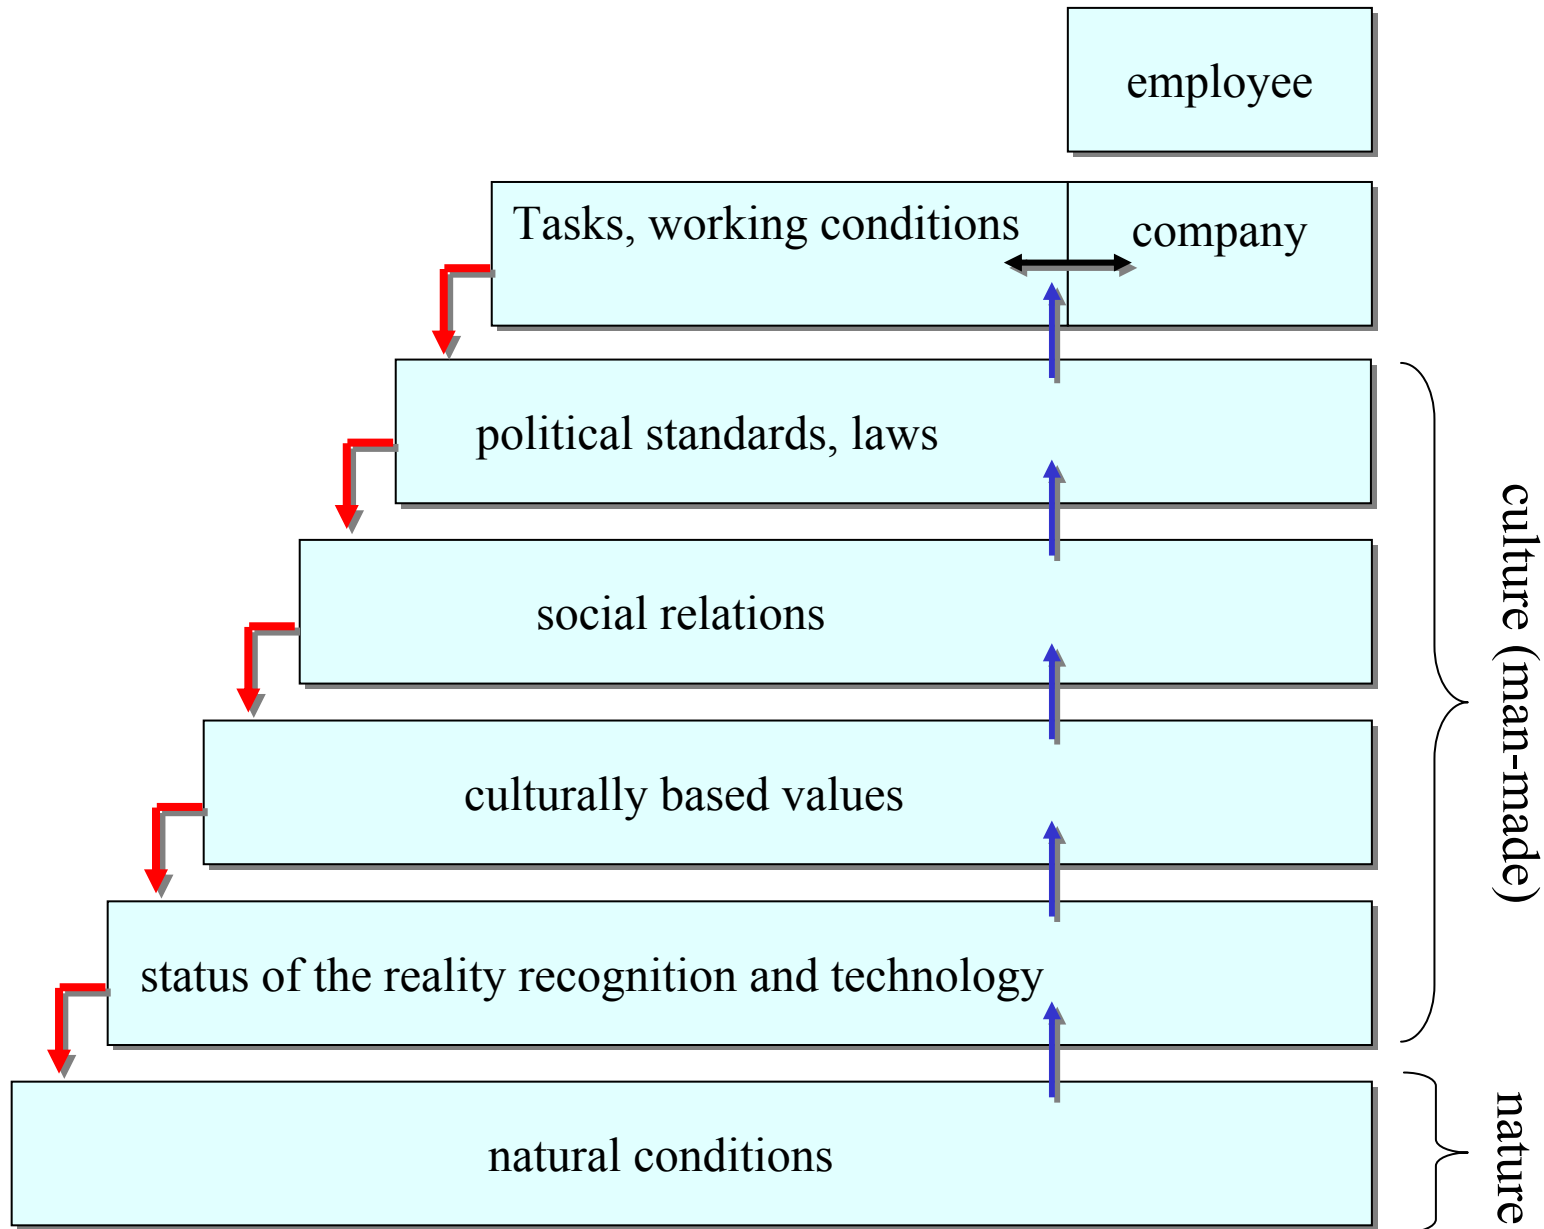 employee
Tasks, working conditions
company
political standards, laws
social relations
culturally based values
status of the reality recognition and technology
natural conditions
culture (man-made)
nature